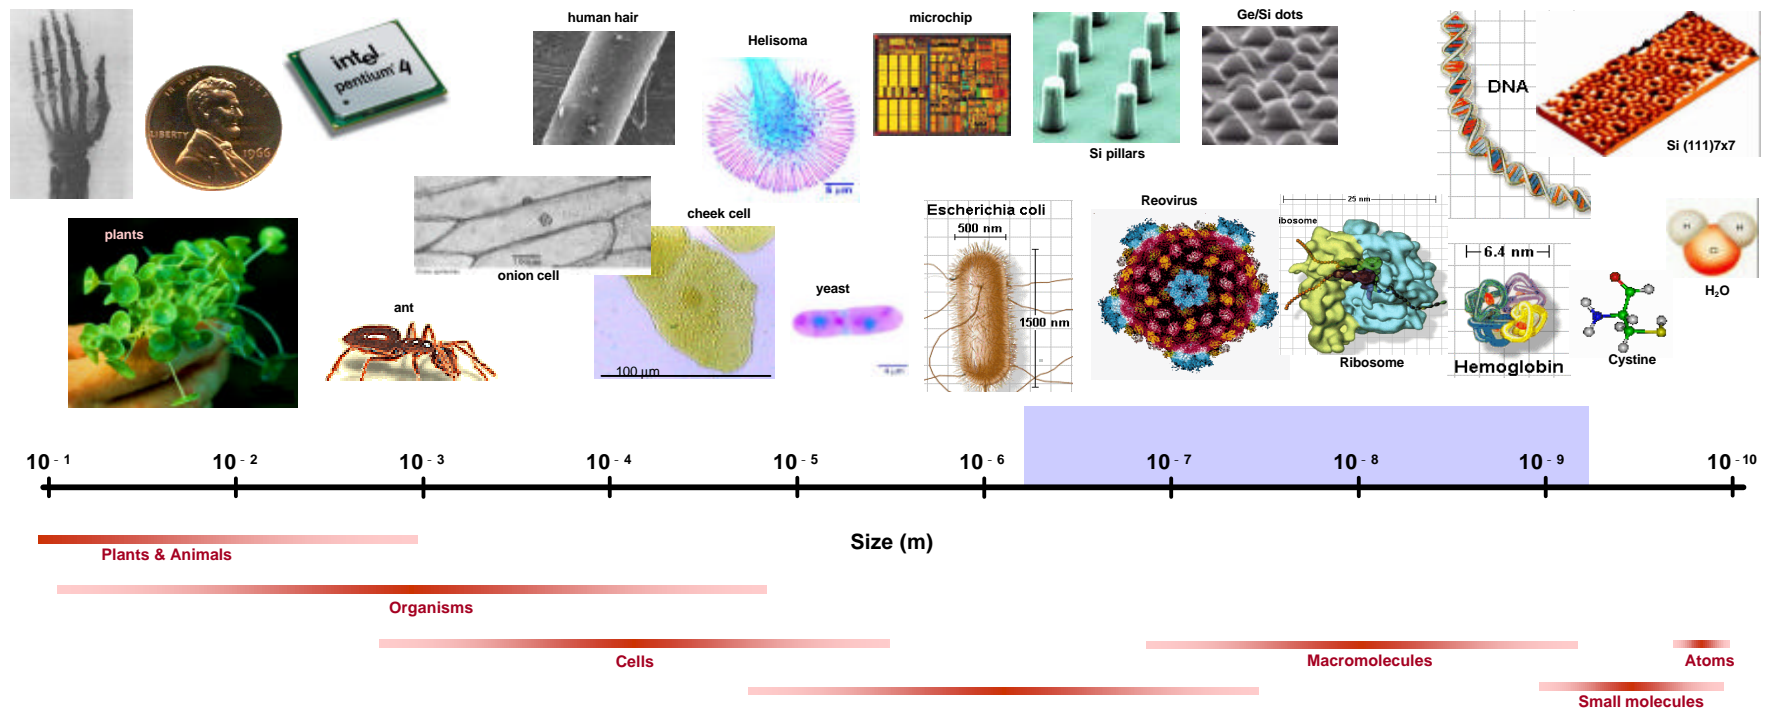 human hair
Helisoma
microchip
Ge/Si dots
intel
pentium 4
LIBERTY
1966
DNA
Si (111)7x7
Si pillars
5 µm
plants
cheek cell
onion cell
Escherichia coli
500 nm
1500 nm
Reovirus
25 nm
ibosome
Ribosome
6.4 nm
Hemoglobin
H H
H₂O
Cystine
ant
yeast
100 µm
10⁻¹ 10⁻² 10⁻³ 10⁻⁴ 10⁻⁵ 10⁻⁶ 10⁻⁷ 10⁻⁸ 10⁻⁹ 10⁻¹⁰
Size (m)
Plants & Animals
Organisms
Cells
Macromolecules
Atoms
Small molecules